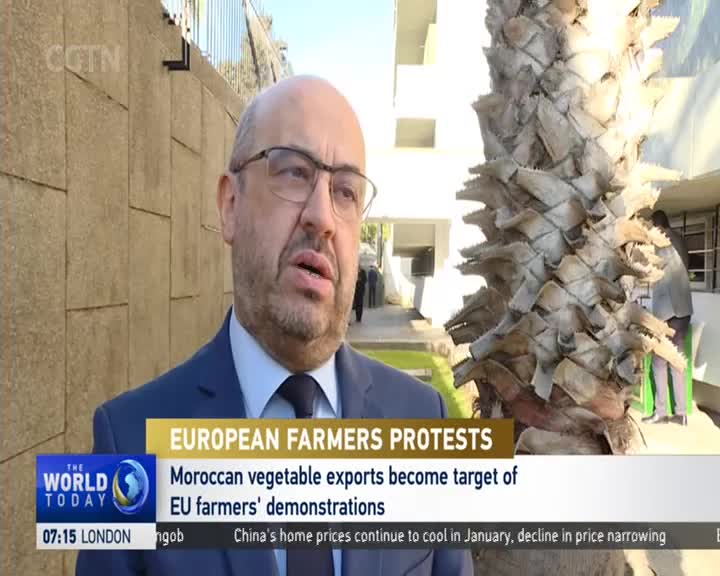 CGTN
EUROPEAN FARMERS PROTESTS
Moroccan vegetable exports become target of
EU farmers' demonstrations
THE
WORLD
TODAY
07:15 LONDON
ngob China's home prices continue to cool in January, decline in price narrowing